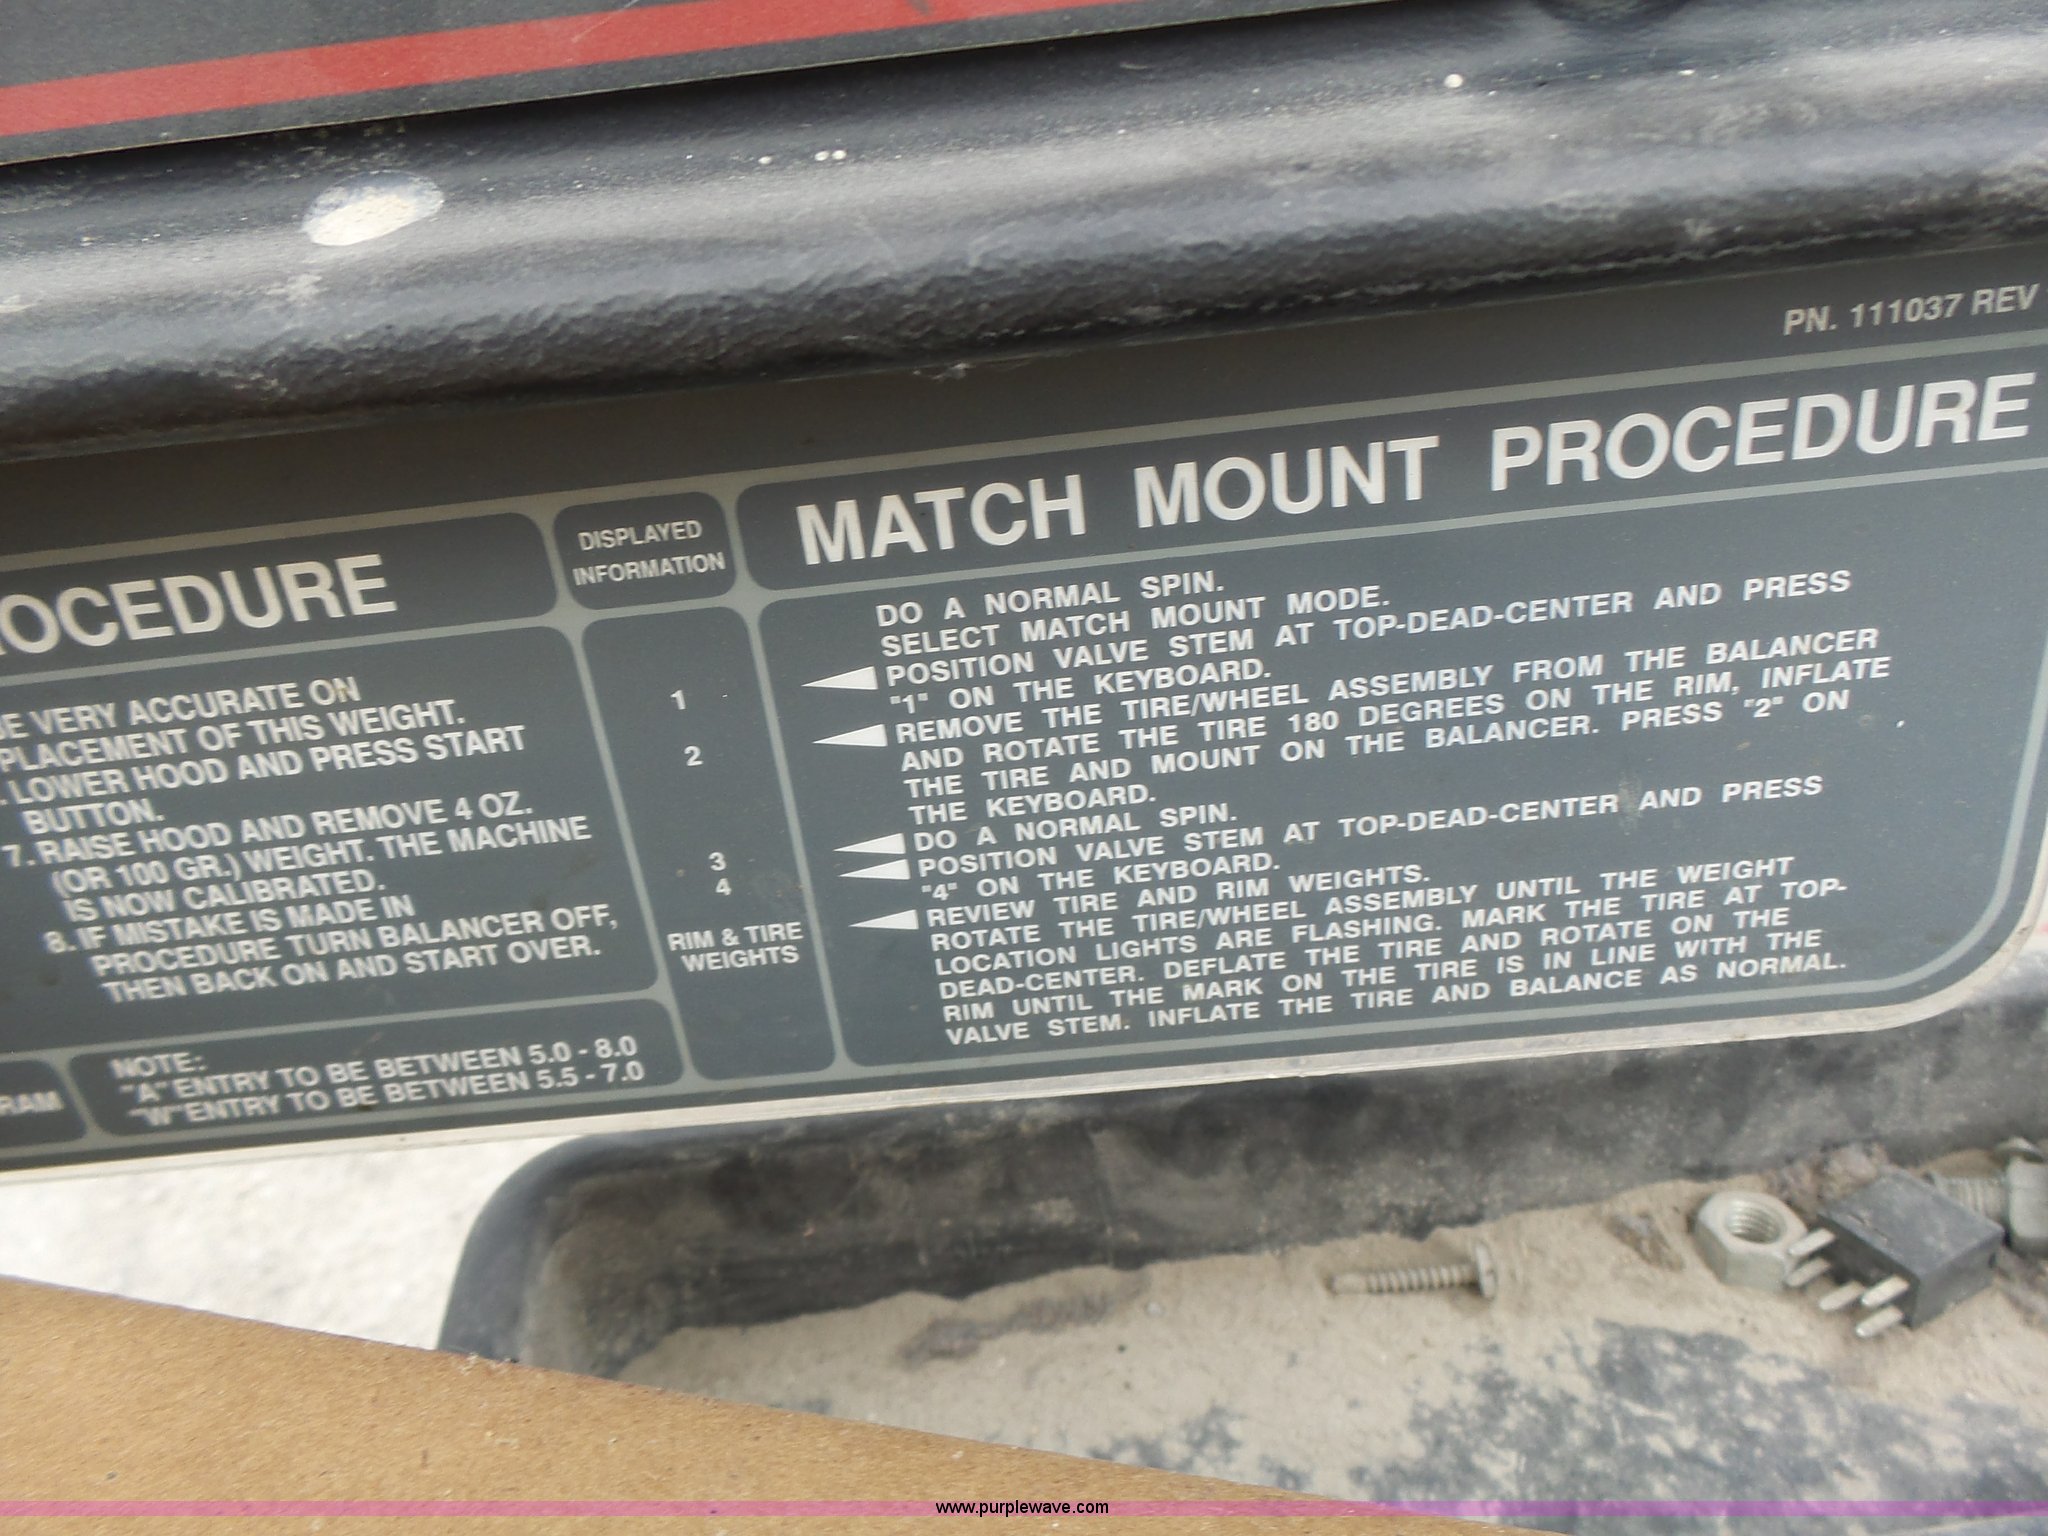 PN. 111037 REV
OCEDURE
BE VERY ACCURATE ON
PLACEMENT OF THIS WEIGHT.
LOWER HOOD AND PRESS START
BUTTON.
7. RAISE HOOD AND REMOVE 4 OZ.
(OR 100 GR.) WEIGHT. THE MACHINE
IS NOW CALIBRATED.
8. IF MISTAKE IS MADE IN
PROCEDURE TURN BALANCER OFF,
THEN BACK ON AND START OVER.
RAM
NOTE:
"A" ENTRY TO BE BETWEEN 5.0 - 8.0
"W" ENTRY TO BE BETWEEN 5.5 - 7.0
DISPLAYED
INFORMATION
1
2
3
4
RIM & TIRE
WEIGHTS
MATCH MOUNT PROCEDURE
DO A NORMAL SPIN.
SELECT MATCH MOUNT MODE.
POSITION VALVE STEM AT TOP-DEAD-CENTER AND PRESS
"1" ON THE KEYBOARD.
REMOVE THE TIRE/WHEEL ASSEMBLY FROM THE BALANCER
AND ROTATE THE TIRE 180 DEGREES ON THE RIM, INFLATE
THE TIRE AND MOUNT ON THE BALANCER. PRESS "2" ON
THE KEYBOARD.
DO A NORMAL SPIN.
POSITION VALVE STEM AT TOP-DEAD-CENTER AND PRESS
"4" ON THE KEYBOARD.
REVIEW TIRE AND RIM WEIGHTS.
ROTATE THE TIRE/WHEEL ASSEMBLY UNTIL THE WEIGHT
LOCATION LIGHTS ARE FLASHING. MARK THE TIRE AT TOP-
DEAD-CENTER. DEFLATE THE TIRE AND ROTATE ON THE
RIM UNTIL THE MARK ON THE TIRE IS IN LINE WITH THE
VALVE STEM. INFLATE THE TIRE AND BALANCE AS NORMAL.
www.purplewave.com